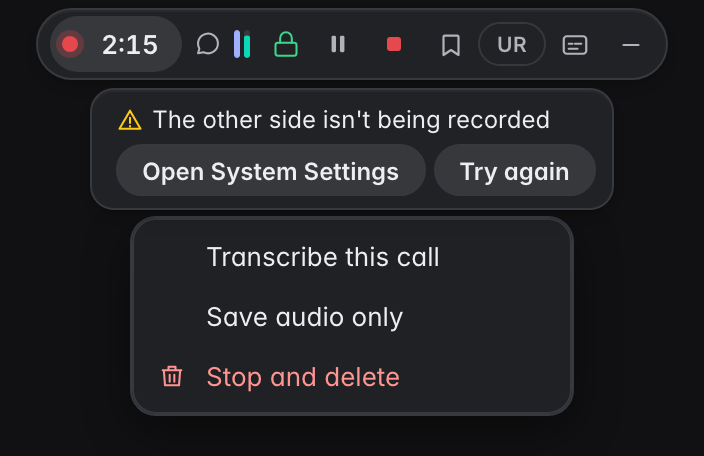 2:15
UR
The other side isn't being recorded
Open System Settings
Try again
Transcribe this call
Save audio only
Stop and delete